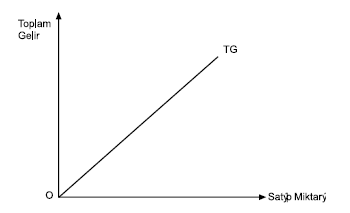 Toplam
Gelir
TG
O
Satýþ Miktarý